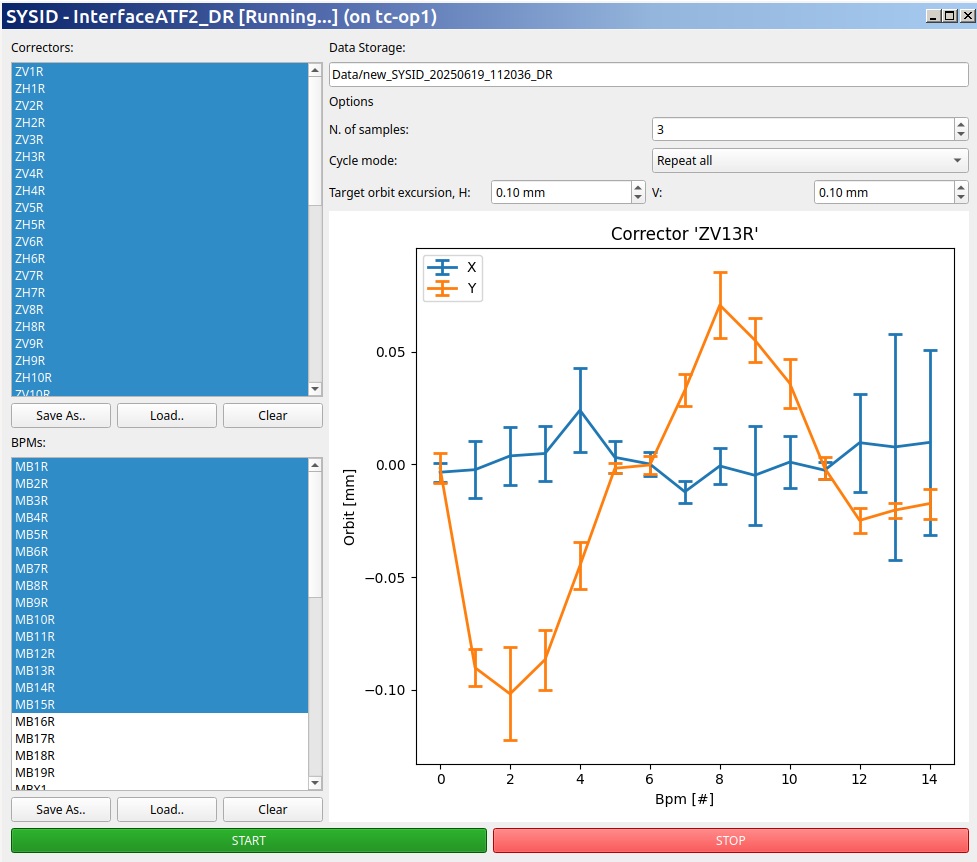 SYSID - InterfaceATF2_DR [Running...] (on tc-op1)
Correctors:
ZV1R
ZH1R
ZV2R
ZH2R
ZV3R
ZH3R
ZV4R
ZH4R
ZV5R
ZH5R
ZV6R
ZH6R
ZV7R
ZH7R
ZV8R
ZH8R
ZV9R
ZH9R
ZH10R
ZV10R
Save As..
Load..
Clear
BPMs:
MB1R
MB2R
MB3R
MB4R
MB5R
MB6R
MB7R
MB8R
MB9R
MB10R
MB11R
MB12R
MB13R
MB14R
MB15R
MB16R
MB17R
MB18R
MB19R
MBX1
Save As..
Load..
Clear
Data Storage:
Data/new_SYSID_20250619_112036_DR
Options
N. of samples:
3
Cycle mode:
Repeat all
Target orbit excursion, H:
0.10 mm
V:
0.10 mm
Corrector 'ZV13R'
X
Y
Orbit [mm]
0.05
0.00
−0.05
−0.10
0 2 4 6 8 10 12 14
Bpm [#]
START
STOP